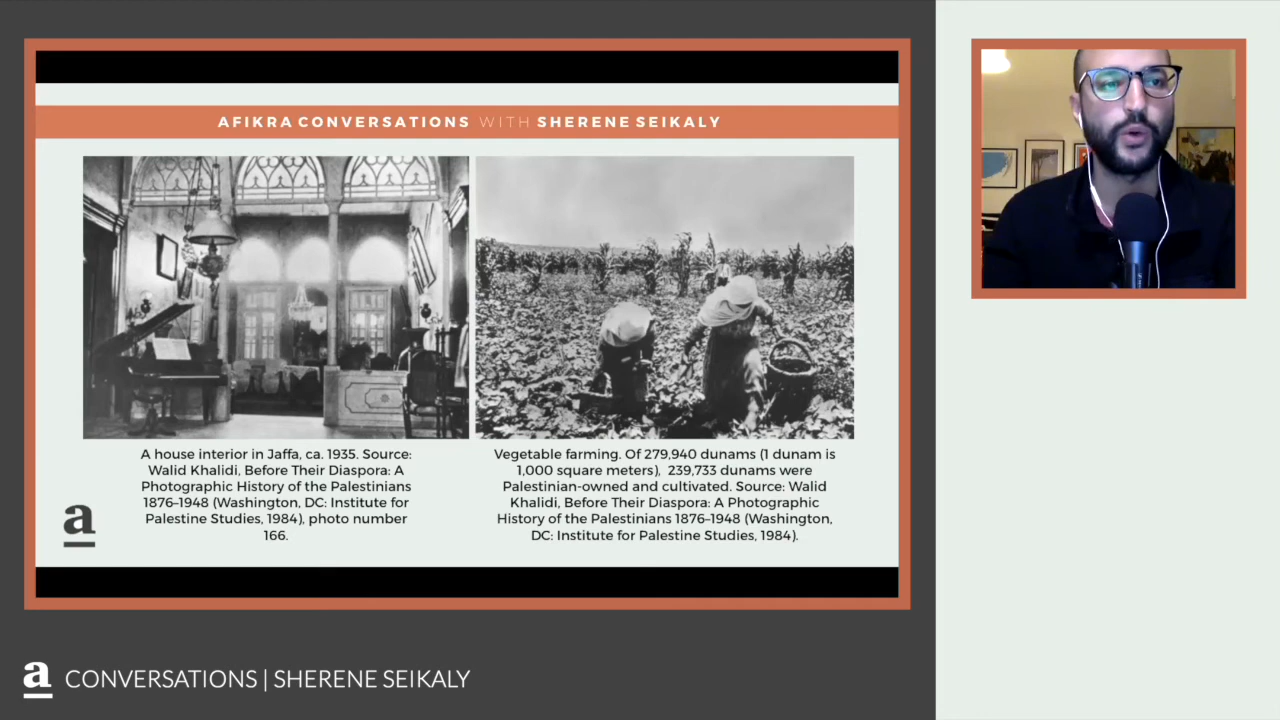 AFIKRA CONVERSATIONS WITH SHERENE SEIKALY
A house interior in Jaffa, ca. 1935. Source:
Walid Khalidi, Before Their Diaspora: A
Photographic History of the Palestinians
1876–1948 (Washington, DC: Institute for
Palestine Studies, 1984), photo number
166.
Vegetable farming. Of 279,940 dunams (1 dunam is
1,000 square meters), 239,733 dunams were
Palestinian-owned and cultivated. Source: Walid
Khalidi, Before Their Diaspora: A Photographic
History of the Palestinians 1876–1948 (Washington,
DC: Institute for Palestine Studies, 1984).
a
a CONVERSATIONS | SHERENE SEIKALY